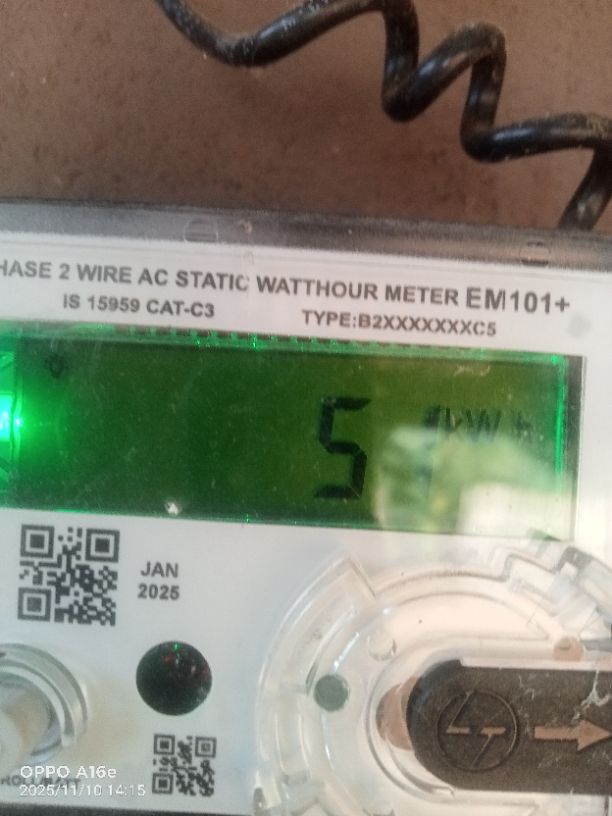 HASE 2 WIRE AC STATIC WATTHOUR METER EM101+
IS 15959 CAT-C3
TYPE:B2XXXXXXXC5
5 kWh
JAN
2025
OPPO A16e
2025/11/10 14:15